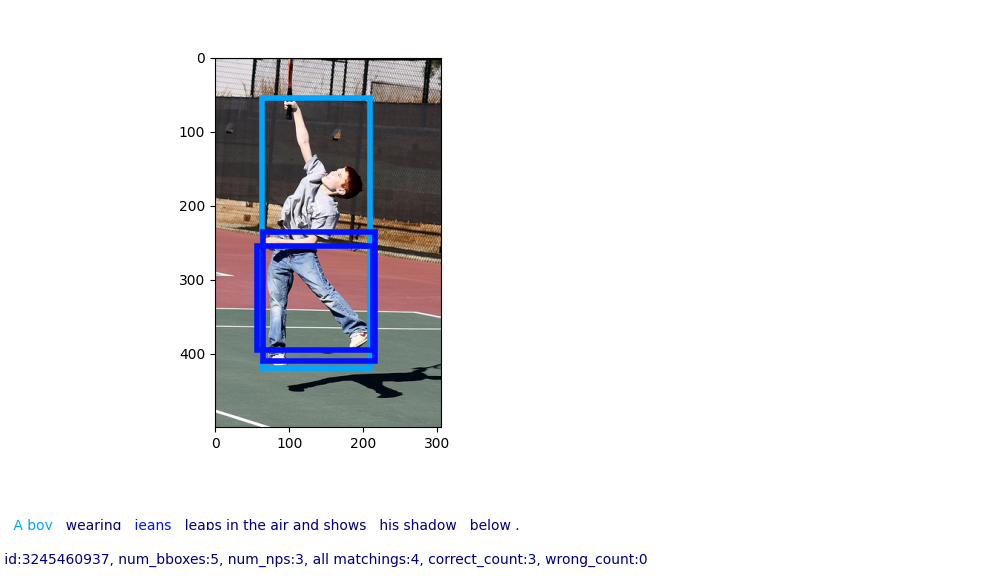 0
100
200
300
400
0 100 200 300
A boy wearing jeans leaps in the air and shows his shadow below .
id:3245460937, num_bboxes:5, num_nps:3, all matchings:4, correct_count:3, wrong_count:0